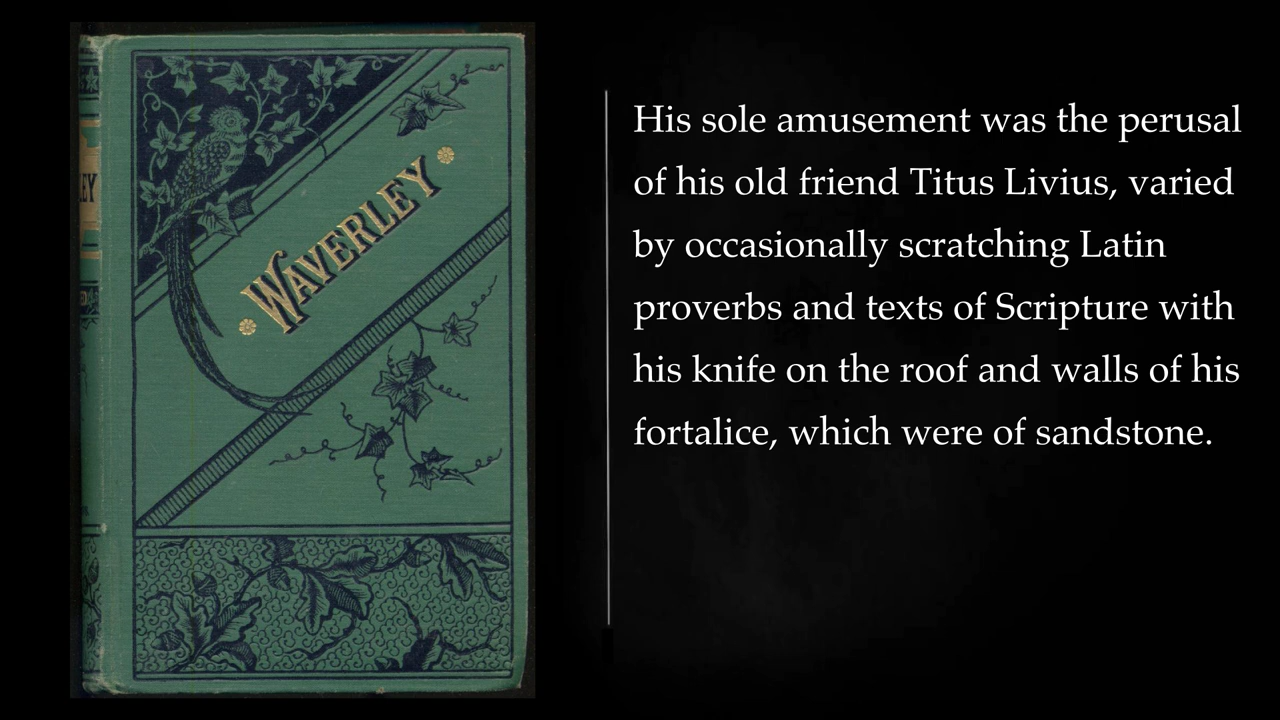 WAVERLEY
EY
His sole amusement was the perusal
of his old friend Titus Livius, varied
by occasionally scratching Latin
proverbs and texts of Scripture with
his knife on the roof and walls of his
fortalice, which were of sandstone.